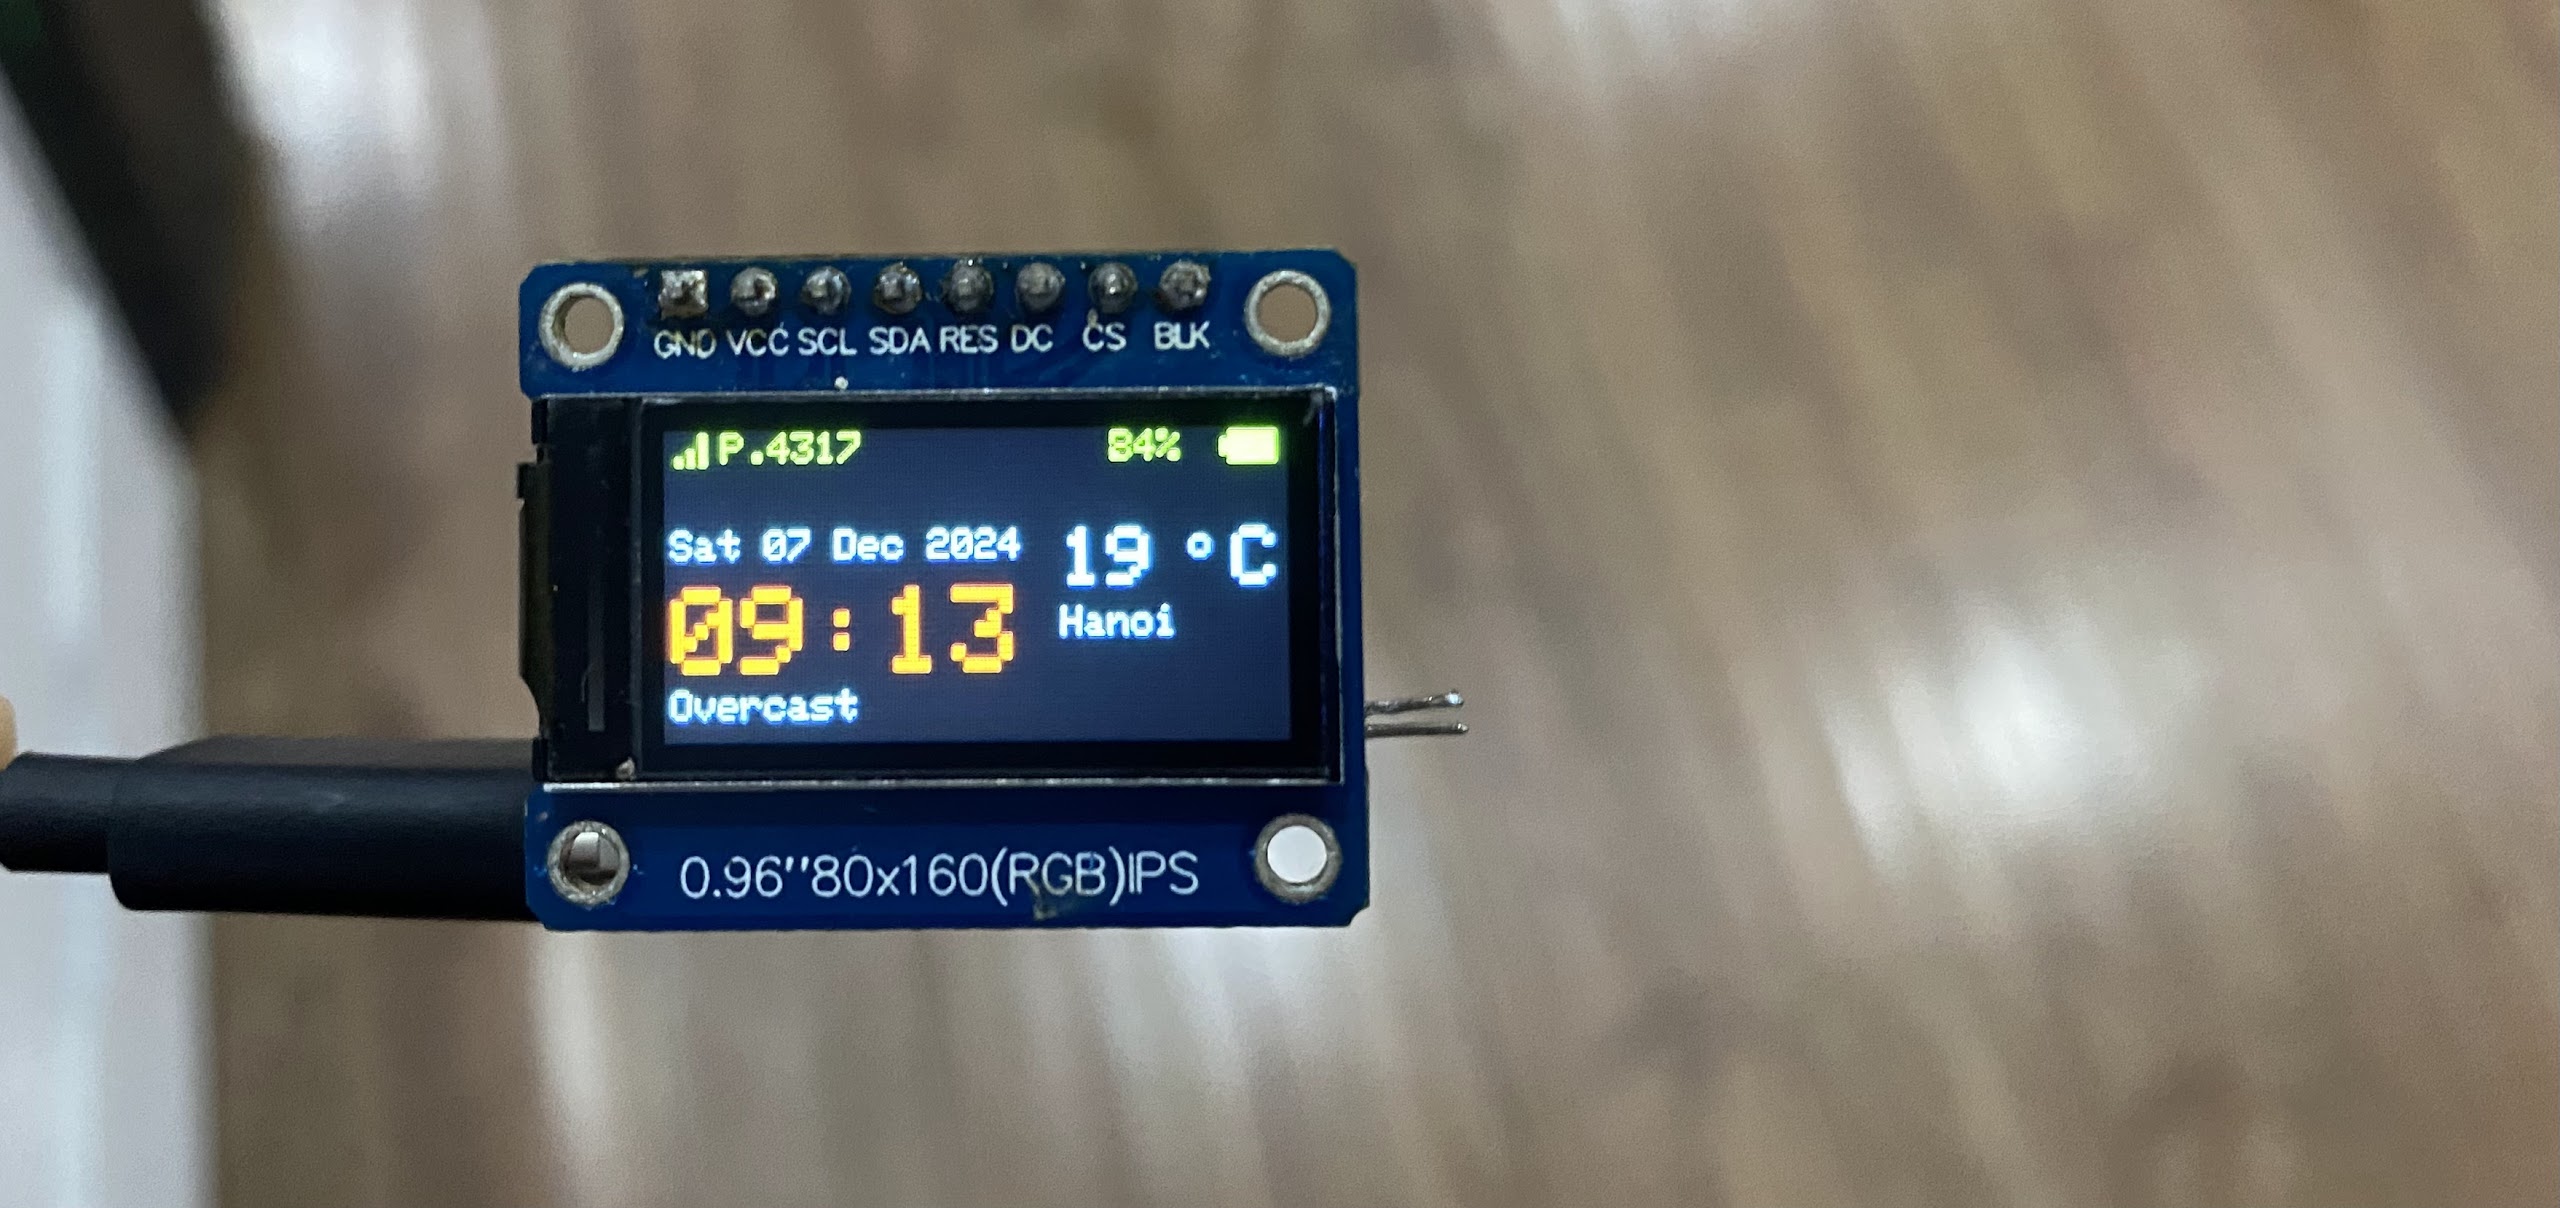 GND VCC SCL SDA RES DC CS BLK
P.4317 84%
Sat 07 Dec 2024 19 °C
09:13 Hanoi
Overcast
0.96''80x160(RGB)IPS